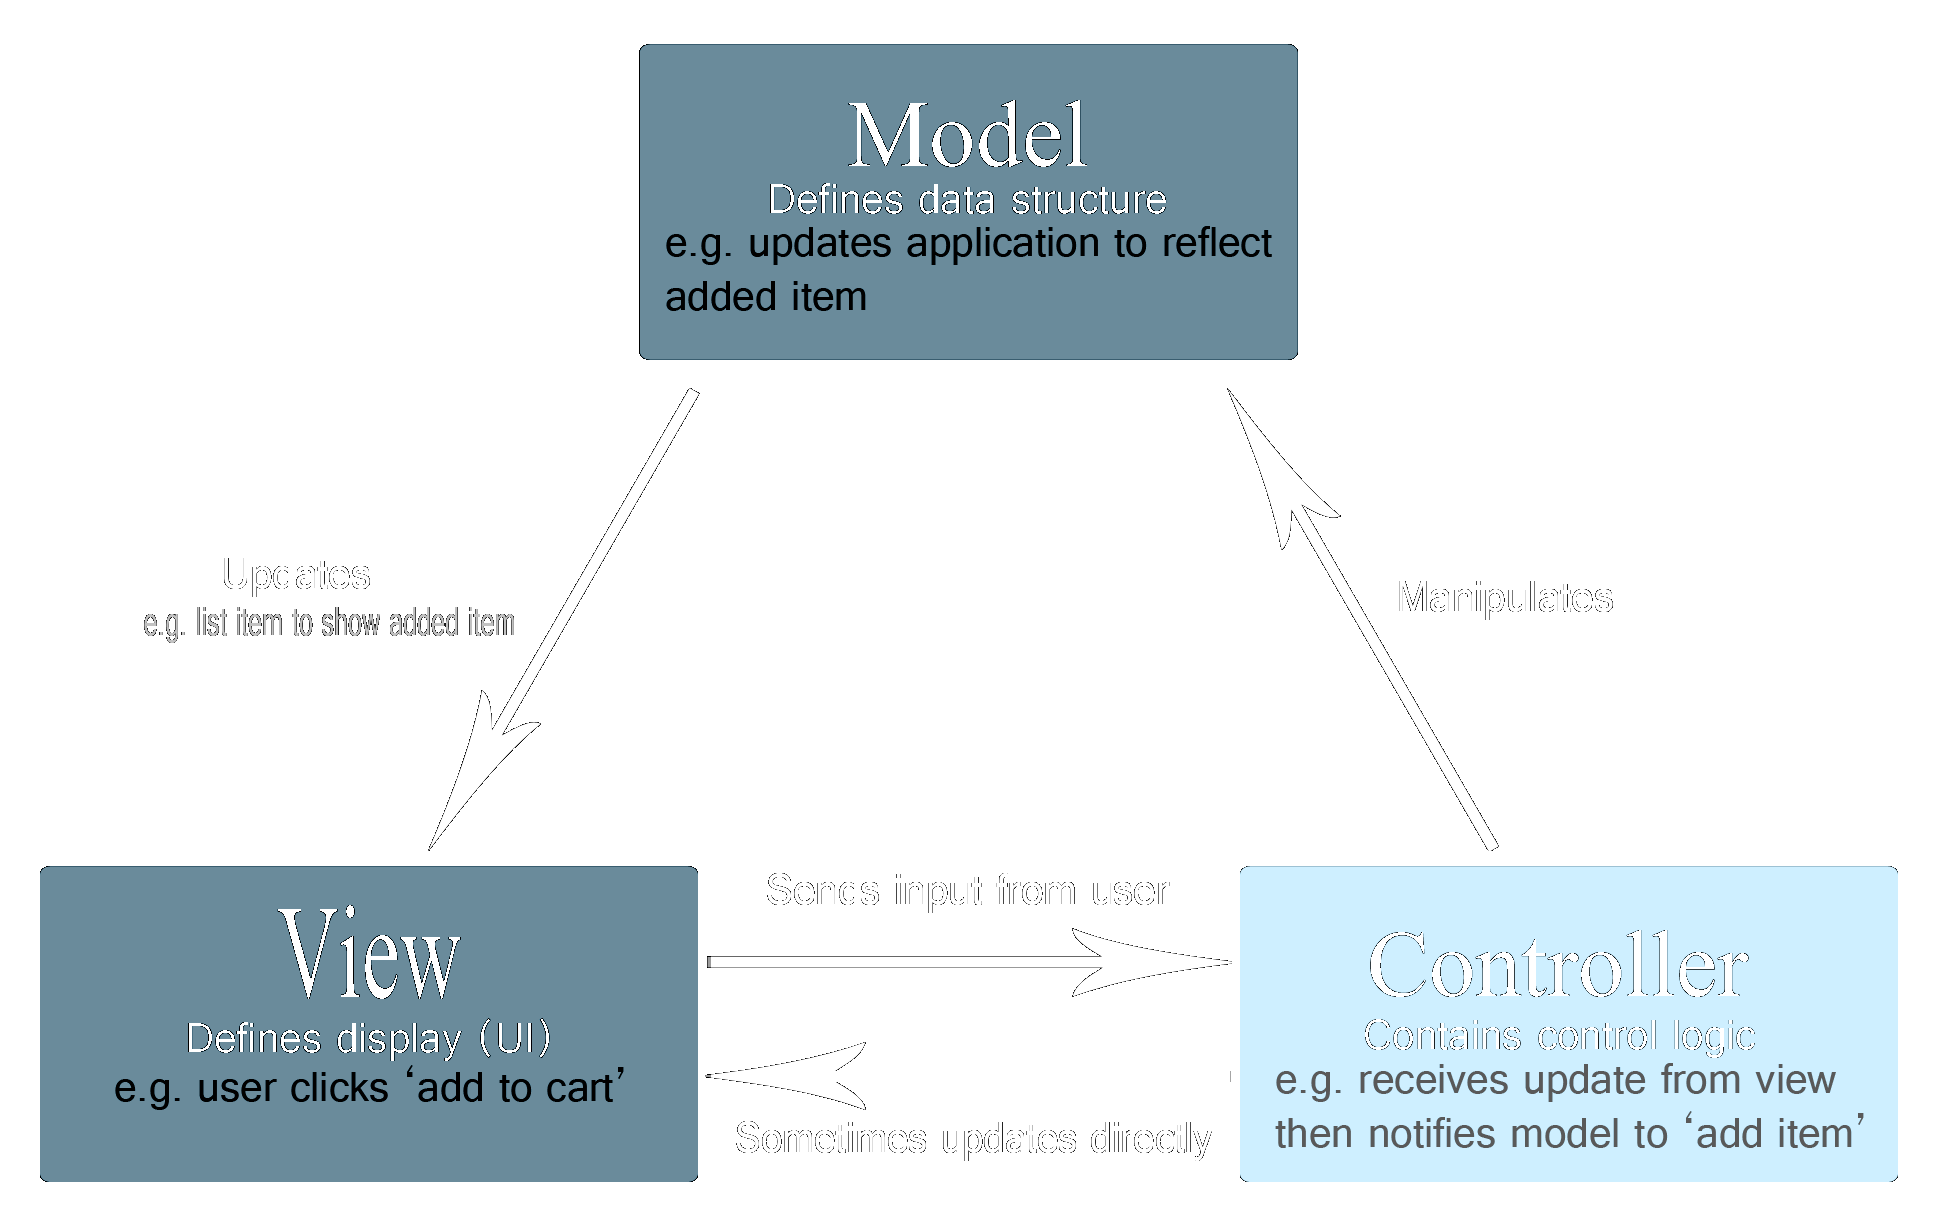 Model
Defines data structure
e.g. updates application to reflect
added item
Updates
e.g. list item to show added item
Manipulates
View
Defines display (UI)
e.g. user clicks ‘add to cart’
Sends input from user
Sometimes updates directly
Controller
Contains control logic
e.g. receives update from view
then notifies model to ‘add item’